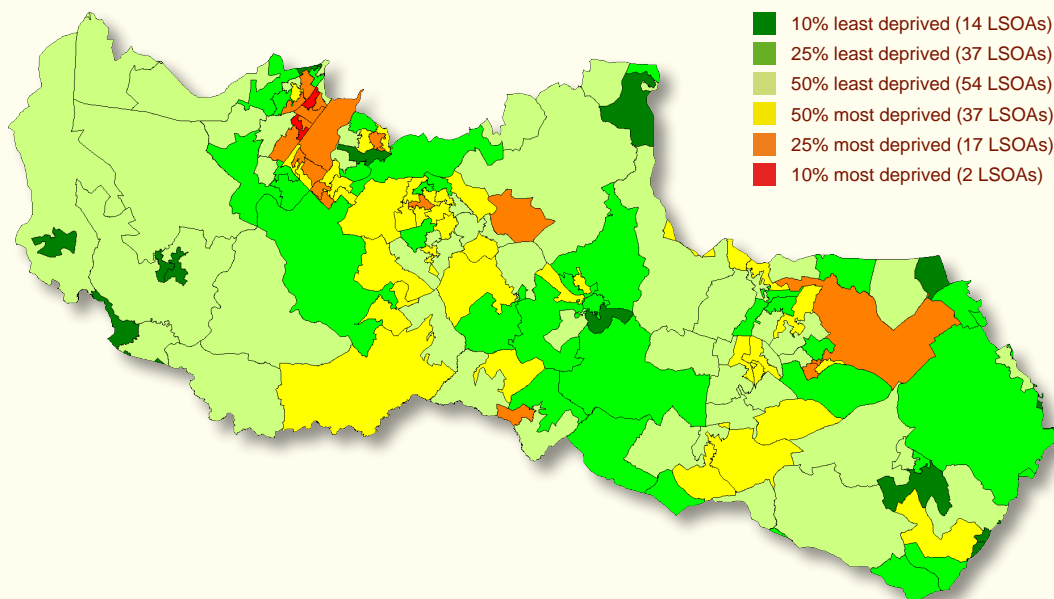 10% least deprived (14 LSOAs)
25% least deprived (37 LSOAs)
50% least deprived (54 LSOAs)
50% most deprived (37 LSOAs)
25% most deprived (17 LSOAs)
10% most deprived (2 LSOAs)